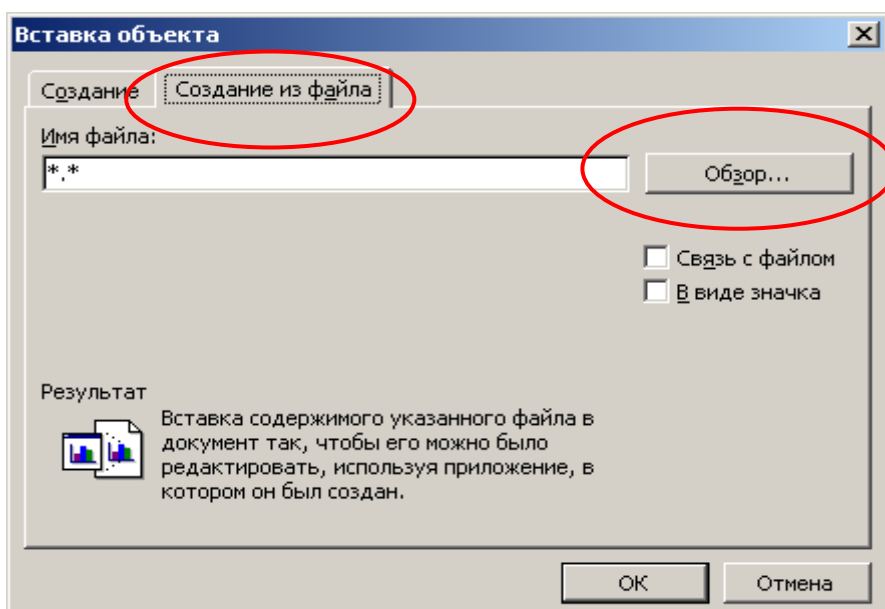 Вставка объекта
Создание
Создание из файла
Имя файла:
*.*
Обзор...
Связь с файлом
В виде значка
Результат
Вставка содержимого указанного файла в
документ так, чтобы его можно было
редактировать, используя приложение, в
котором он был создан.
ОК
Отмена